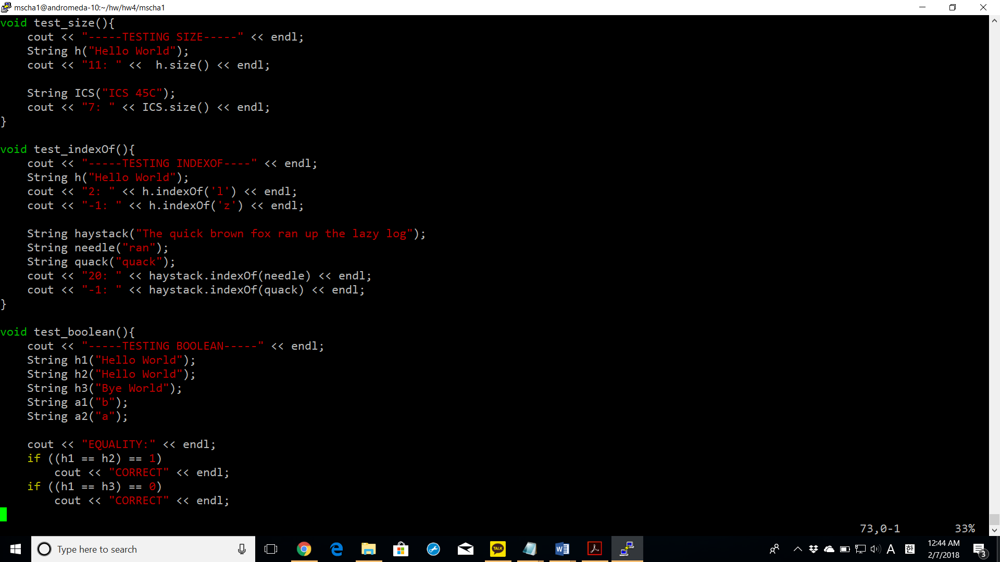 mscha1@andromeda-10:~/hw/hw4/mscha1
void test_size(){
    cout << "-----TESTING SIZE-----" << endl;
    String h("Hello World");
    cout << "11: " <<  h.size() << endl;

    String ICS("ICS 45C");
    cout << "7: " << ICS.size() << endl;
}

void test_indexOf(){
    cout << "-----TESTING INDEXOF----" << endl;
    String h("Hello World");
    cout << "2: " << h.indexOf('l') << endl;
    cout << "-1: " << h.indexOf('z') << endl;

    String haystack("The quick brown fox ran up the lazy log");
    String needle("ran");
    String quack("quack");
    cout << "20: " << haystack.indexOf(needle) << endl;
    cout << "-1: " << haystack.indexOf(quack) << endl;
}

void test_boolean(){
    cout << "-----TESTING BOOLEAN-----" << endl;
    String h1("Hello World");
    String h2("Hello World");
    String h3("Bye World");
    String a1("b");
    String a2("a");

    cout << "EQUALITY:" << endl;
    if ((h1 == h2) == 1)
        cout << "CORRECT" << endl;
    if ((h1 == h3) == 0)
        cout << "CORRECT" << endl;

73,0-1 33%
Type here to search
TALK
A
한
12:44 AM
2/7/2018
3